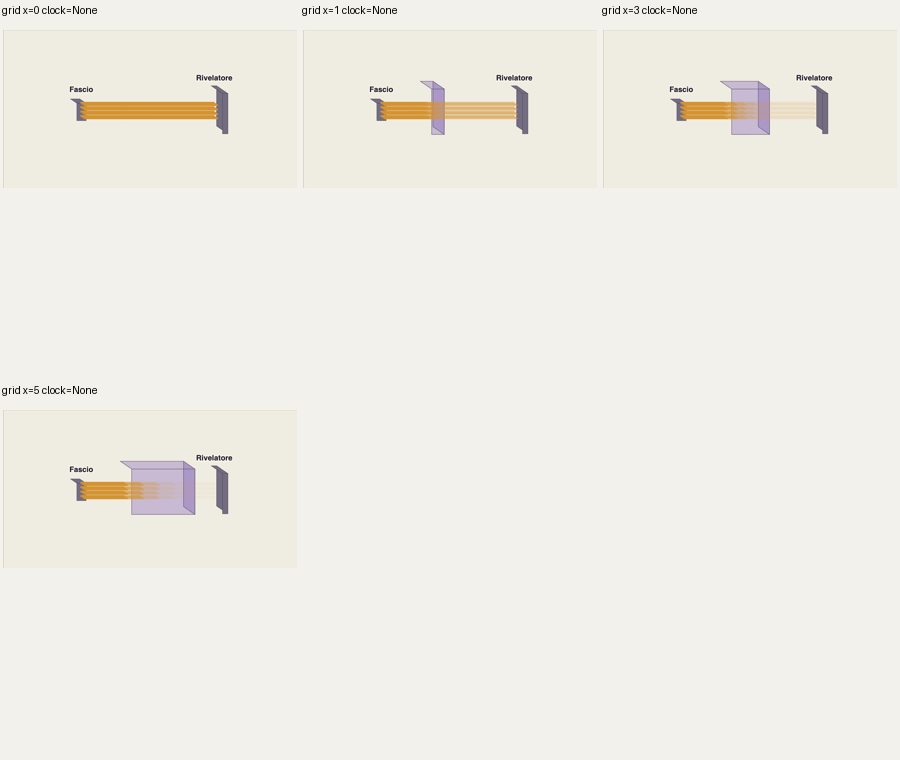 grid x=0 clock=None
Fascio
Rivelatore
grid x=1 clock=None
Fascio
Rivelatore
grid x=3 clock=None
Fascio
Rivelatore
grid x=5 clock=None
Fascio
Rivelatore